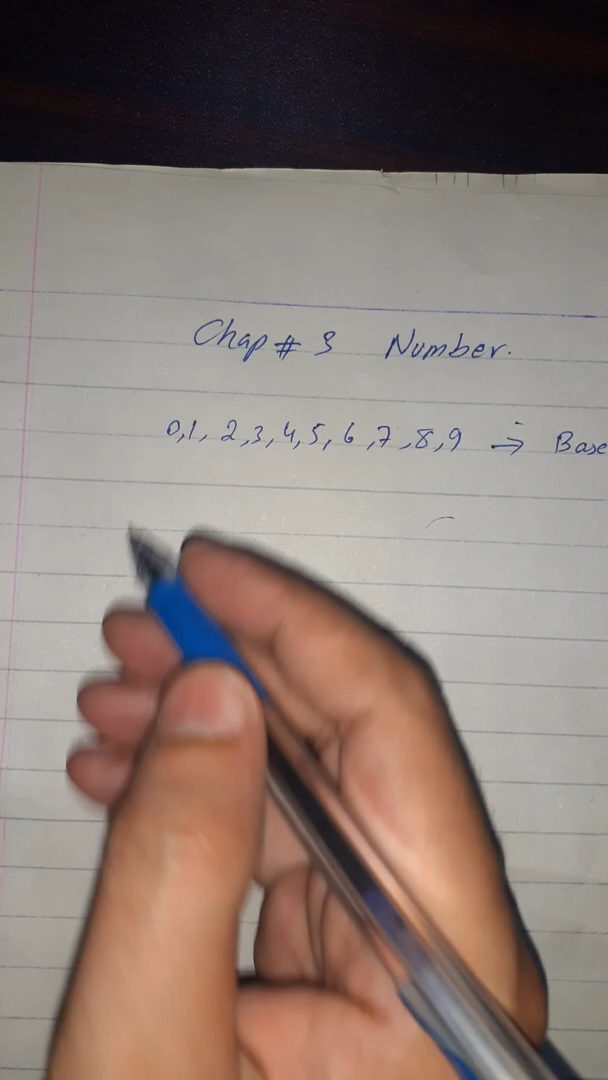 Chap # 3 Number.
0,1, 2,3,4,5,6,7,8,9 → Base